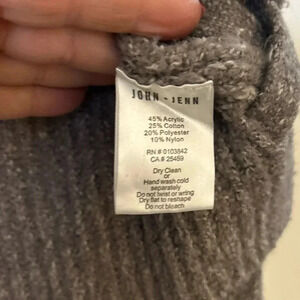 JOHN + JENN
45% Acrylic
25% Cotton
20% Polyester
10% Nylon
RN # 0103842
CA # 25459
Dry Clean
or
Hand wash cold
separately
Do not twist or wring
Dry flat to reshape
Do not bleach